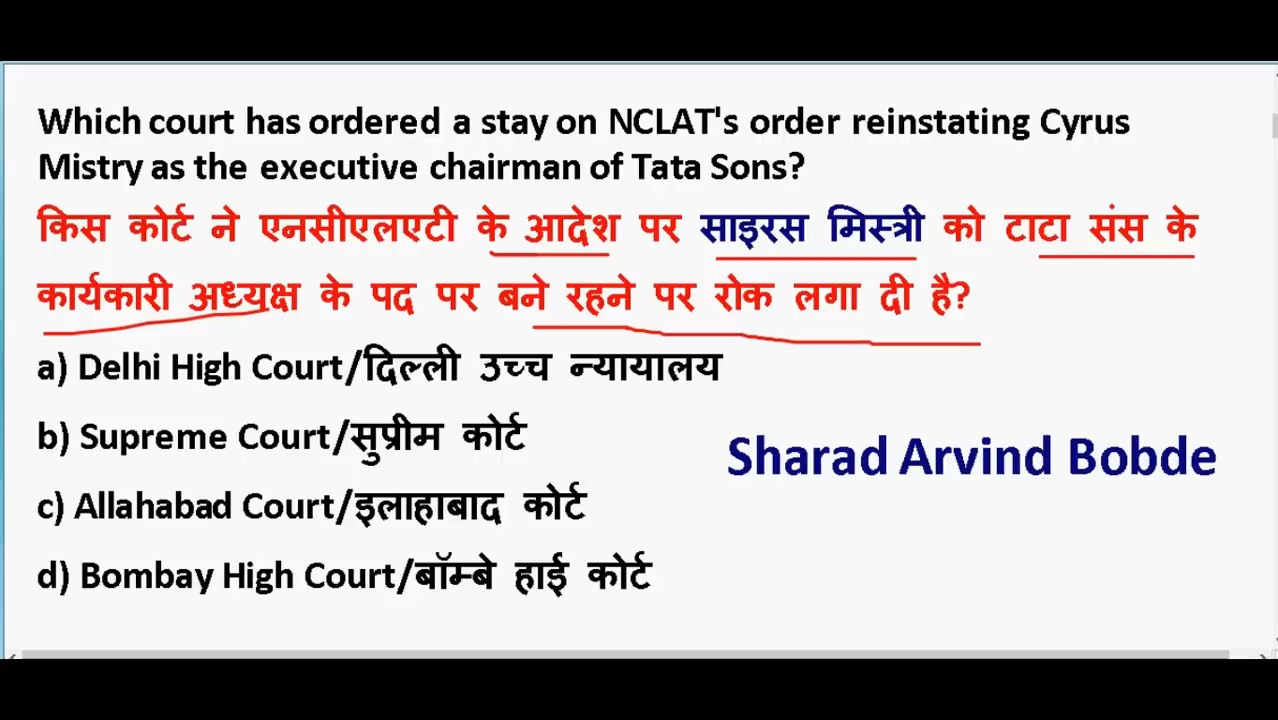 Which court has ordered a stay on NCLAT's order reinstating Cyrus
Mistry as the executive chairman of Tata Sons?
किस कोर्ट ने एनसीएलएटी के आदेश पर साइरस मिस्त्री को टाटा संस के
कार्यकारी अध्यक्ष के पद पर बने रहने पर रोक लगा दी है?
a) Delhi High Court/दिल्ली उच्च न्यायालय
b) Supreme Court/सुप्रीम कोर्ट
Sharad Arvind Bobde
c) Allahabad Court/इलाहाबाद कोर्ट
d) Bombay High Court/बॉम्बे हाई कोर्ट